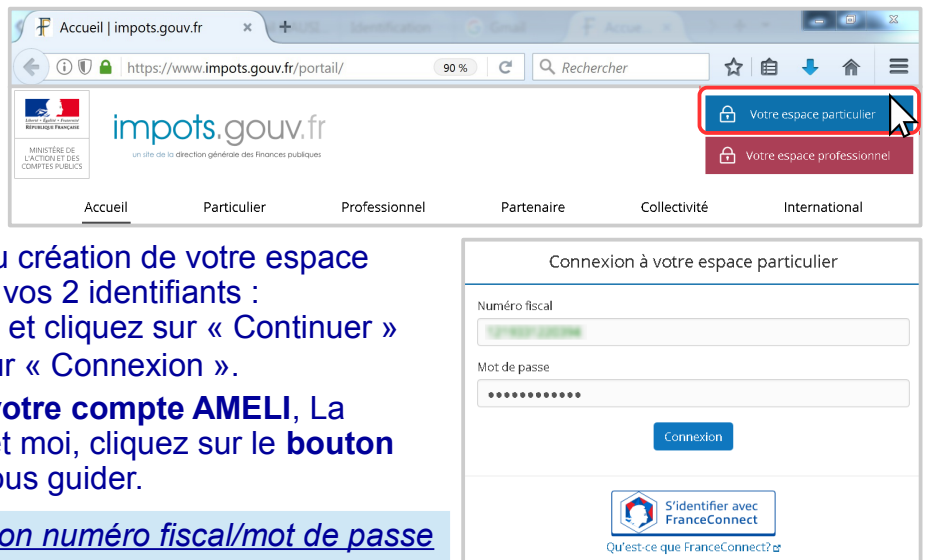 Accueil | impots.gouv.fr
Identification
Gmail
https://www.impots.gouv.fr/portail/
90 %
Rechercher
Liberté • Égalité • Fraternité
RÉPUBLIQUE FRANÇAISE
MINISTÈRE DE
L'ACTION ET DES
COMPTES PUBLICS
impots.gouv.fr
un site de la direction générale des Finances publiques
Votre espace particulier
Votre espace professionnel
Accueil Particulier Professionnel Partenaire Collectivité International
création de votre espace
vos 2 identifiants :
et cliquez sur « Continuer »
« Connexion ».
votre compte AMELI, La
et moi, cliquez sur le bouton
guider.
numéro fiscal/mot de passe
Connexion à votre espace particulier
Numéro fiscal
Mot de passe
••••••••••••
Connexion
S'identifier avec
FranceConnect
Qu'est-ce que FranceConnect?